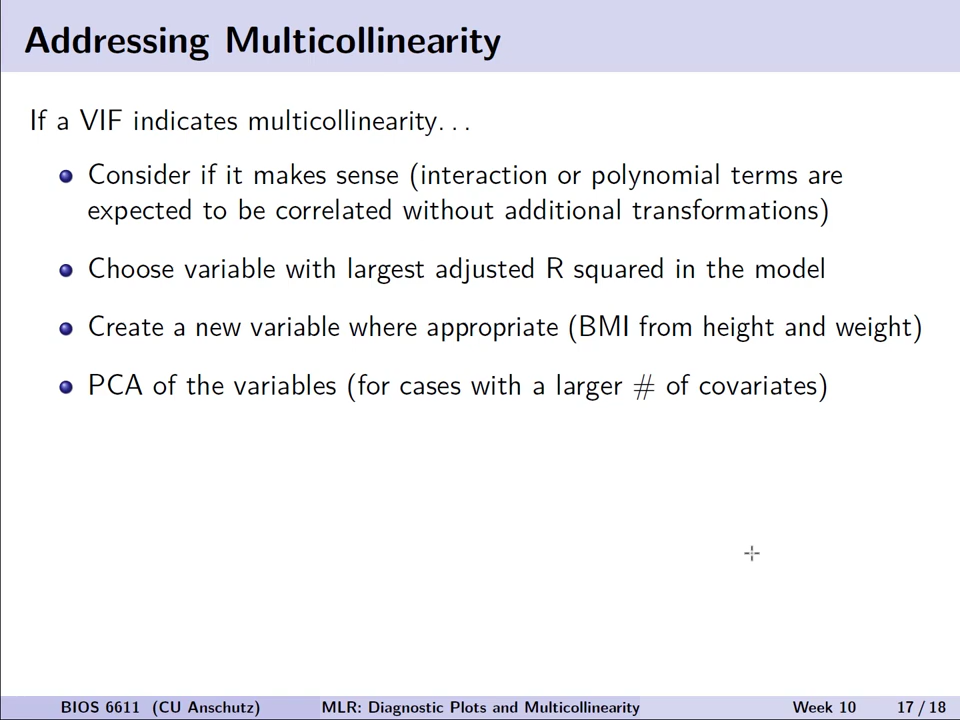 Addressing Multicollinearity
If a VIF indicates multicollinearity. . .
Consider if it makes sense (interaction or polynomial terms are
expected to be correlated without additional transformations)
Choose variable with largest adjusted R squared in the model
Create a new variable where appropriate (BMI from height and weight)
PCA of the variables (for cases with a larger # of covariates)
BIOS 6611 (CU Anschutz) MLR: Diagnostic Plots and Multicollinearity Week 10 17 / 18